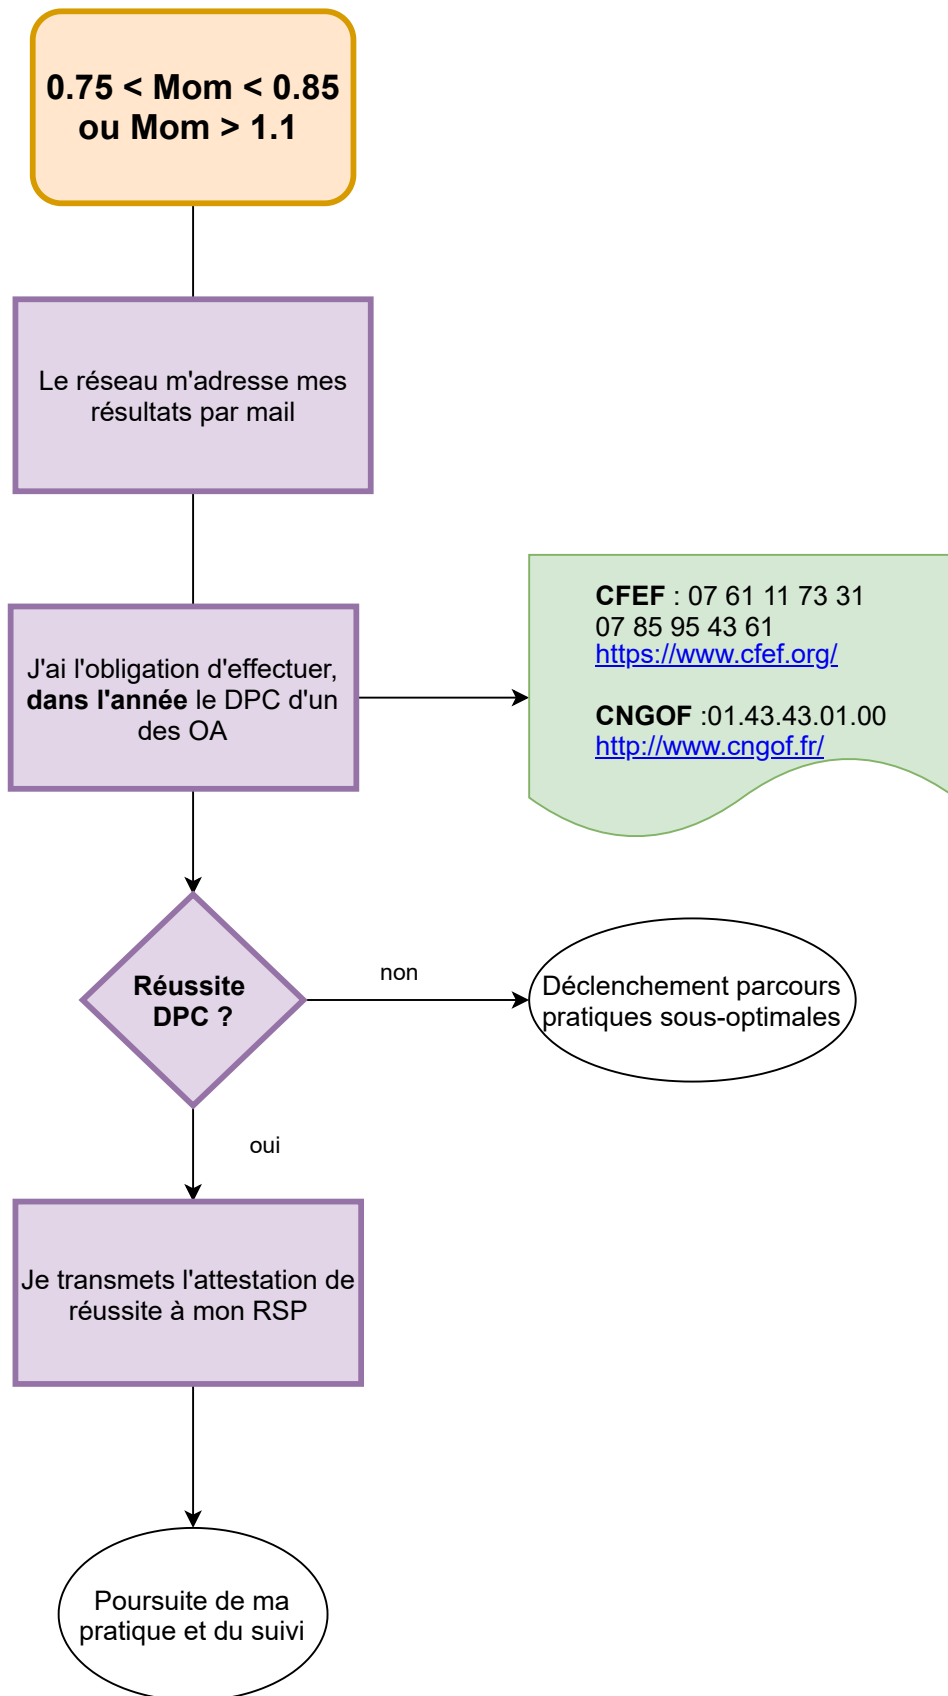 0.75 < Mom < 0.85
ou Mom > 1.1
Le réseau m'adresse mes
résultats par mail
J'ai l'obligation d'effectuer,
dans l'année le DPC d'un
des OA
CFEF : 07 61 11 73 31
07 85 95 43 61
https://www.cfef.org/
CNGOF :01.43.43.01.00
http://www.cngof.fr/
Réussite
DPC ?
non
Déclenchement parcours
pratiques sous-optimales
oui
Je transmets l'attestation de
réussite à mon RSP
Poursuite de ma
pratique et du suivi